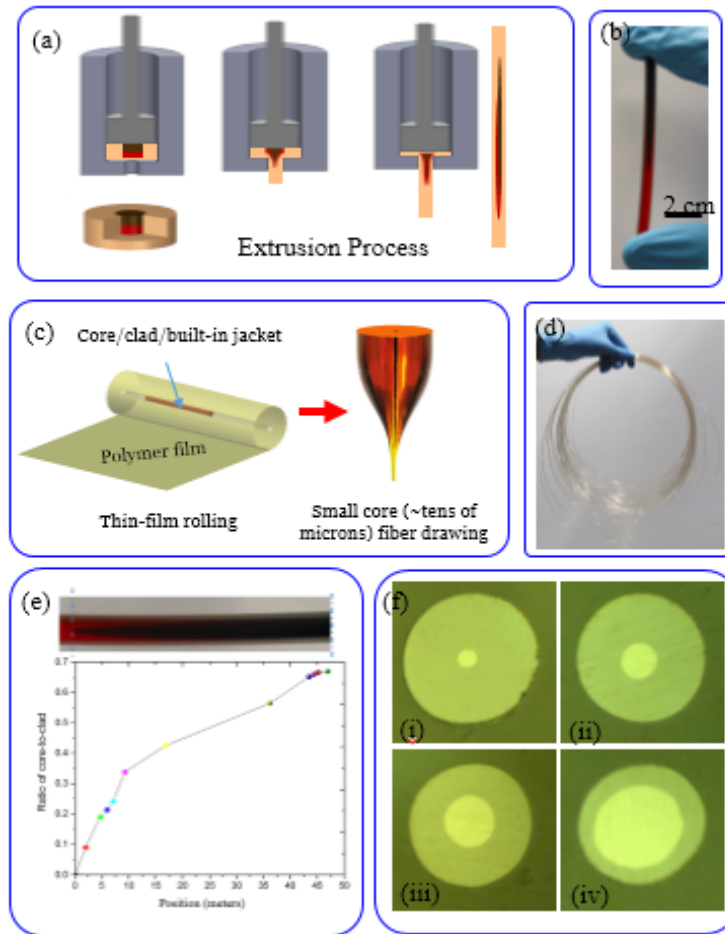 (a)
Extrusion Process
(b)
2 cm
(c)
Core/clad/built-in jacket
Polymer film
Thin-film rolling
Small core (~tens of
microns) fiber drawing
(d)
(e)
0.7
0.6
0.5
0.4
0.3
0.2
0.1
0.0
Ratio of core-to-clad
0 5 10 15 20 25 30 35 40 45 50
Position (meters)
(f)
(i)
(ii)
(iii)
(iv)